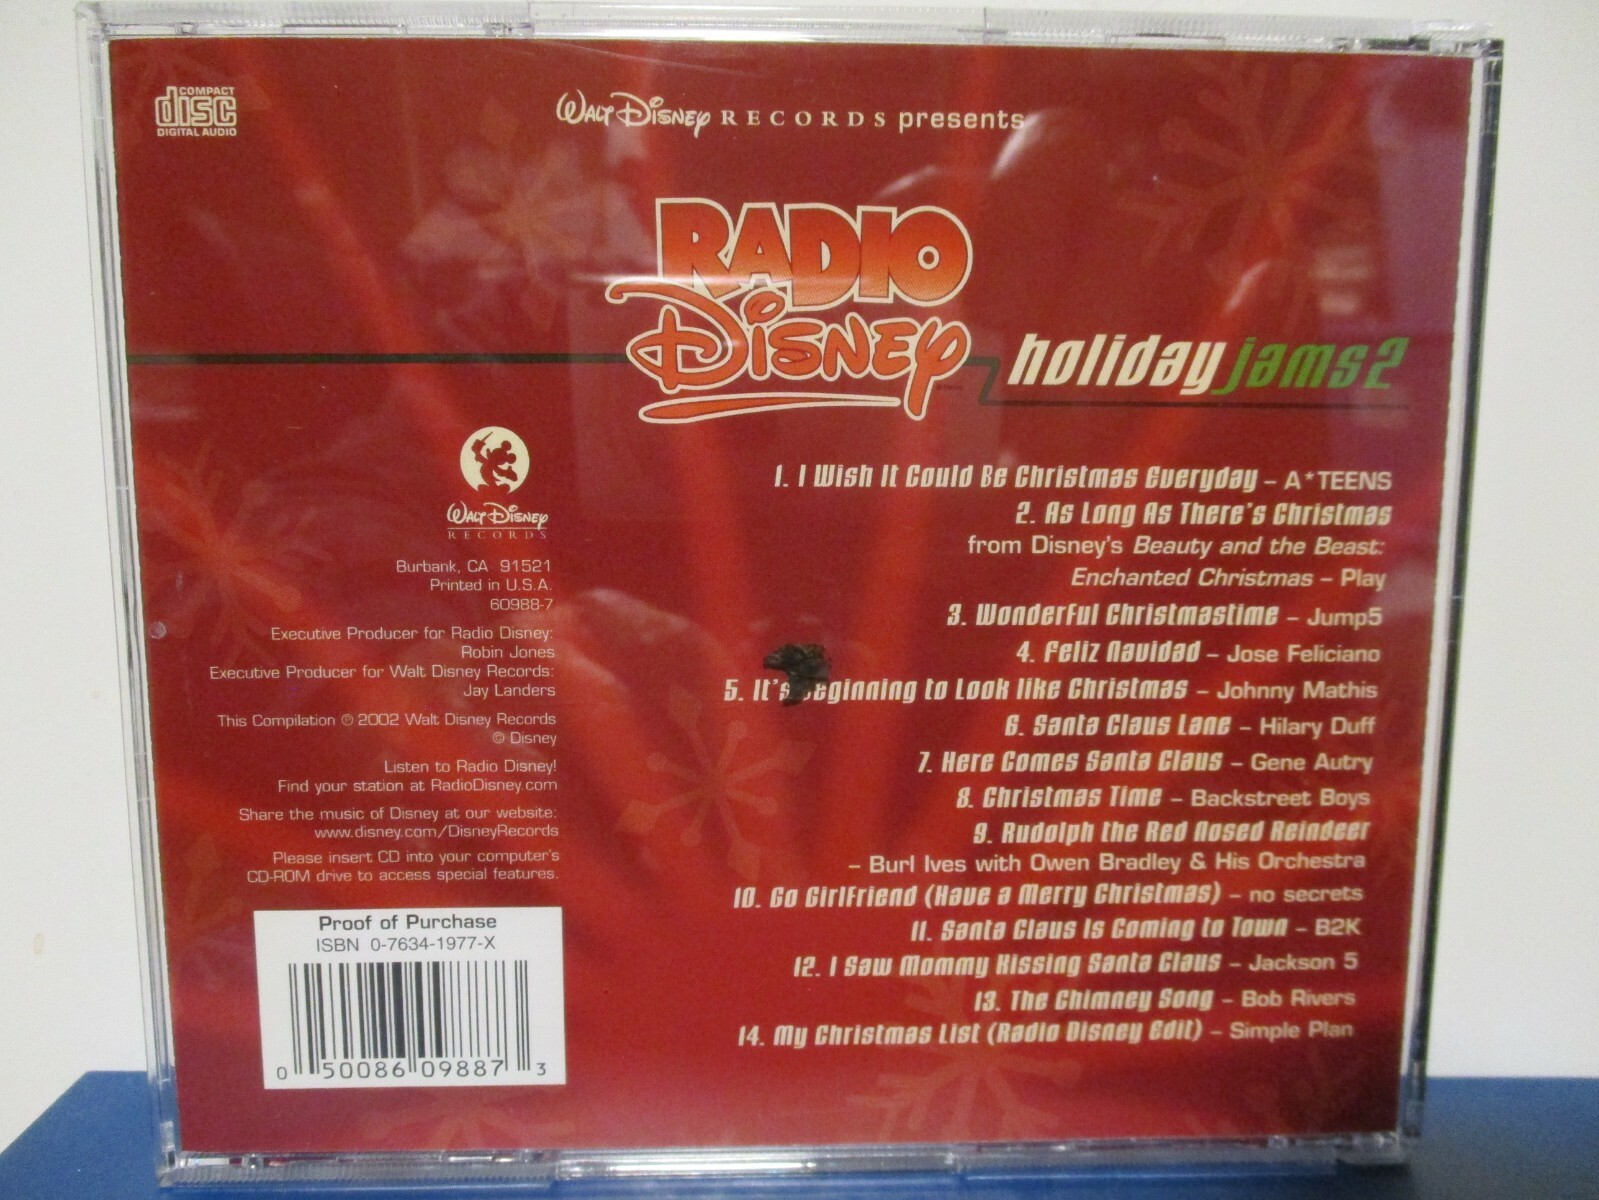 COMPACT
disc
DIGITAL AUDIO
WALT DISNEY RECORDS presents
RADIO
DISNEY
holiday jams 2
1. I Wish It Could Be Christmas Everyday – A*TEENS
2. As Long As There's Christmas
from Disney's Beauty and the Beast:
Enchanted Christmas – Play
3. Wonderful Christmastime – Jump5
4. Feliz Navidad – Jose Feliciano
5. It's Beginning to Look like Christmas – Johnny Mathis
6. Santa Claus Lane – Hilary Duff
7. Here Comes Santa Claus – Gene Autry
8. Christmas Time – Backstreet Boys
9. Rudolph the Red Nosed Reindeer
– Burl Ives with Owen Bradley & His Orchestra
10. Go Girlfriend (Have a Merry Christmas) – no secrets
11. Santa Claus Is Coming to Town – B2K
12. I Saw Mommy Kissing Santa Claus – Jackson 5
13. The Chimney Song – Bob Rivers
14. My Christmas List (Radio Disney Edit) – Simple Plan
WALT DISNEY
RECORDS
Burbank, CA 91521
Printed in U.S.A.
60988-7
Executive Producer for Radio Disney:
Robin Jones
Executive Producer for Walt Disney Records:
Jay Landers
This Compilation ℗ 2002 Walt Disney Records
© Disney
Listen to Radio Disney!
Find your station at RadioDisney.com
Share the music of Disney at our website:
www.disney.com/DisneyRecords
Please insert CD into your computer's
CD-ROM drive to access special features.
Proof of Purchase
ISBN 0-7634-1977-X
0 50086 09887 3